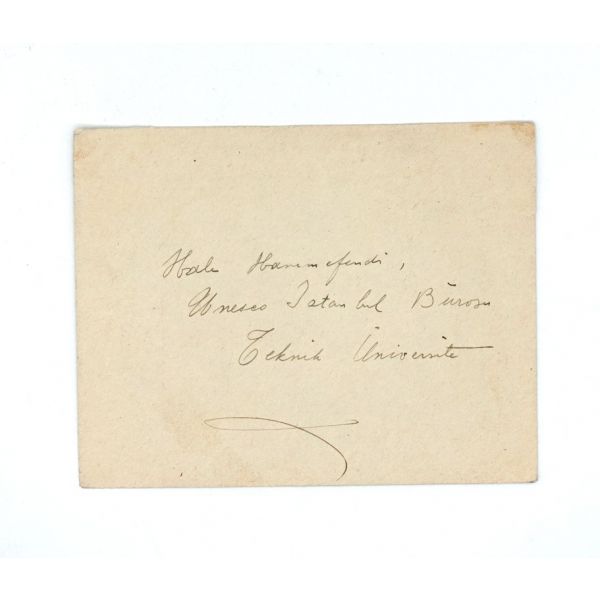 Hale Hanımefendi,
Unesco İstanbul Bürosu
Teknik Üniversite